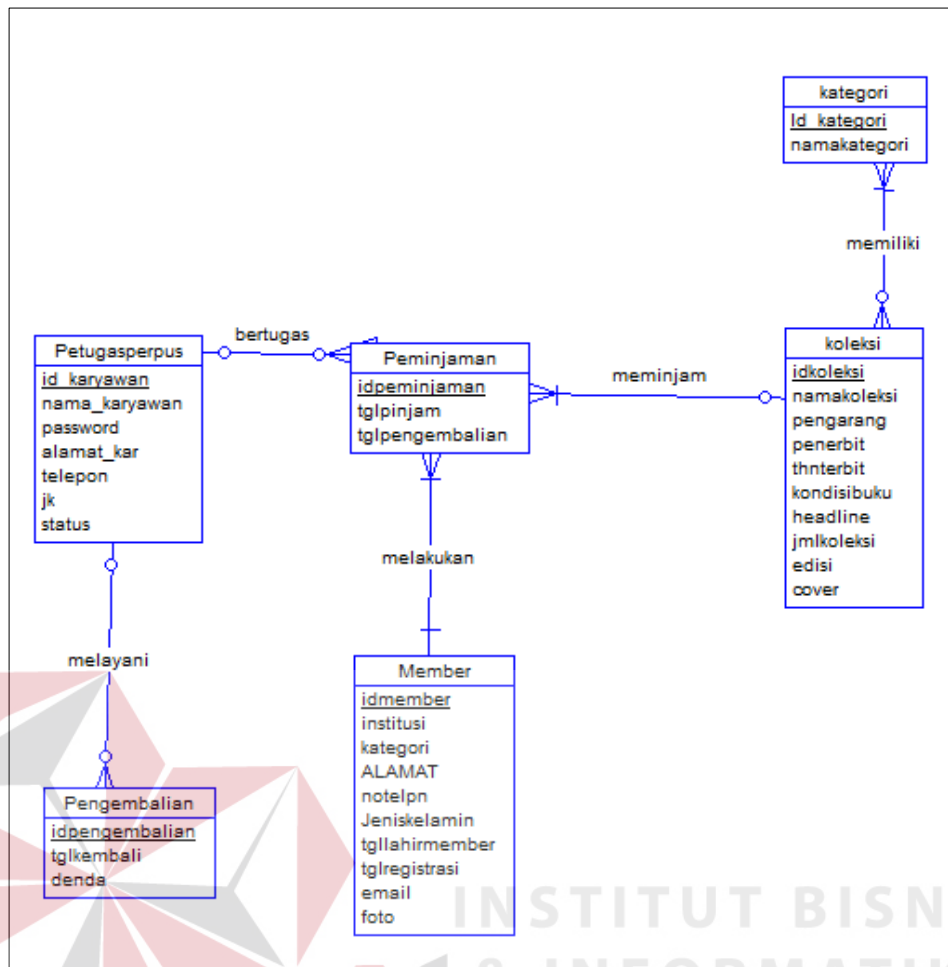 kategori
Id_kategori
namakategori
memiliki
bertugas
Petugasperpus
id_karyawan
nama_karyawan
password
alamat_kar
telepon
jk
status
Peminjaman
idpeminjaman
tglpinjam
tglpengembalian
meminjam
koleksi
idkoleksi
namakoleksi
pengarang
penerbit
thnterbit
kondisibuku
headline
jmlkoleksi
edisi
cover
melakukan
melayani
Member
idmember
institusi
kategori
ALAMAT
notelpn
Jeniskelamin
tgllahirmember
tglregistrasi
email
foto
Pengembalian
idpengembalian
tglkembali
denda
INSTITUT BISN